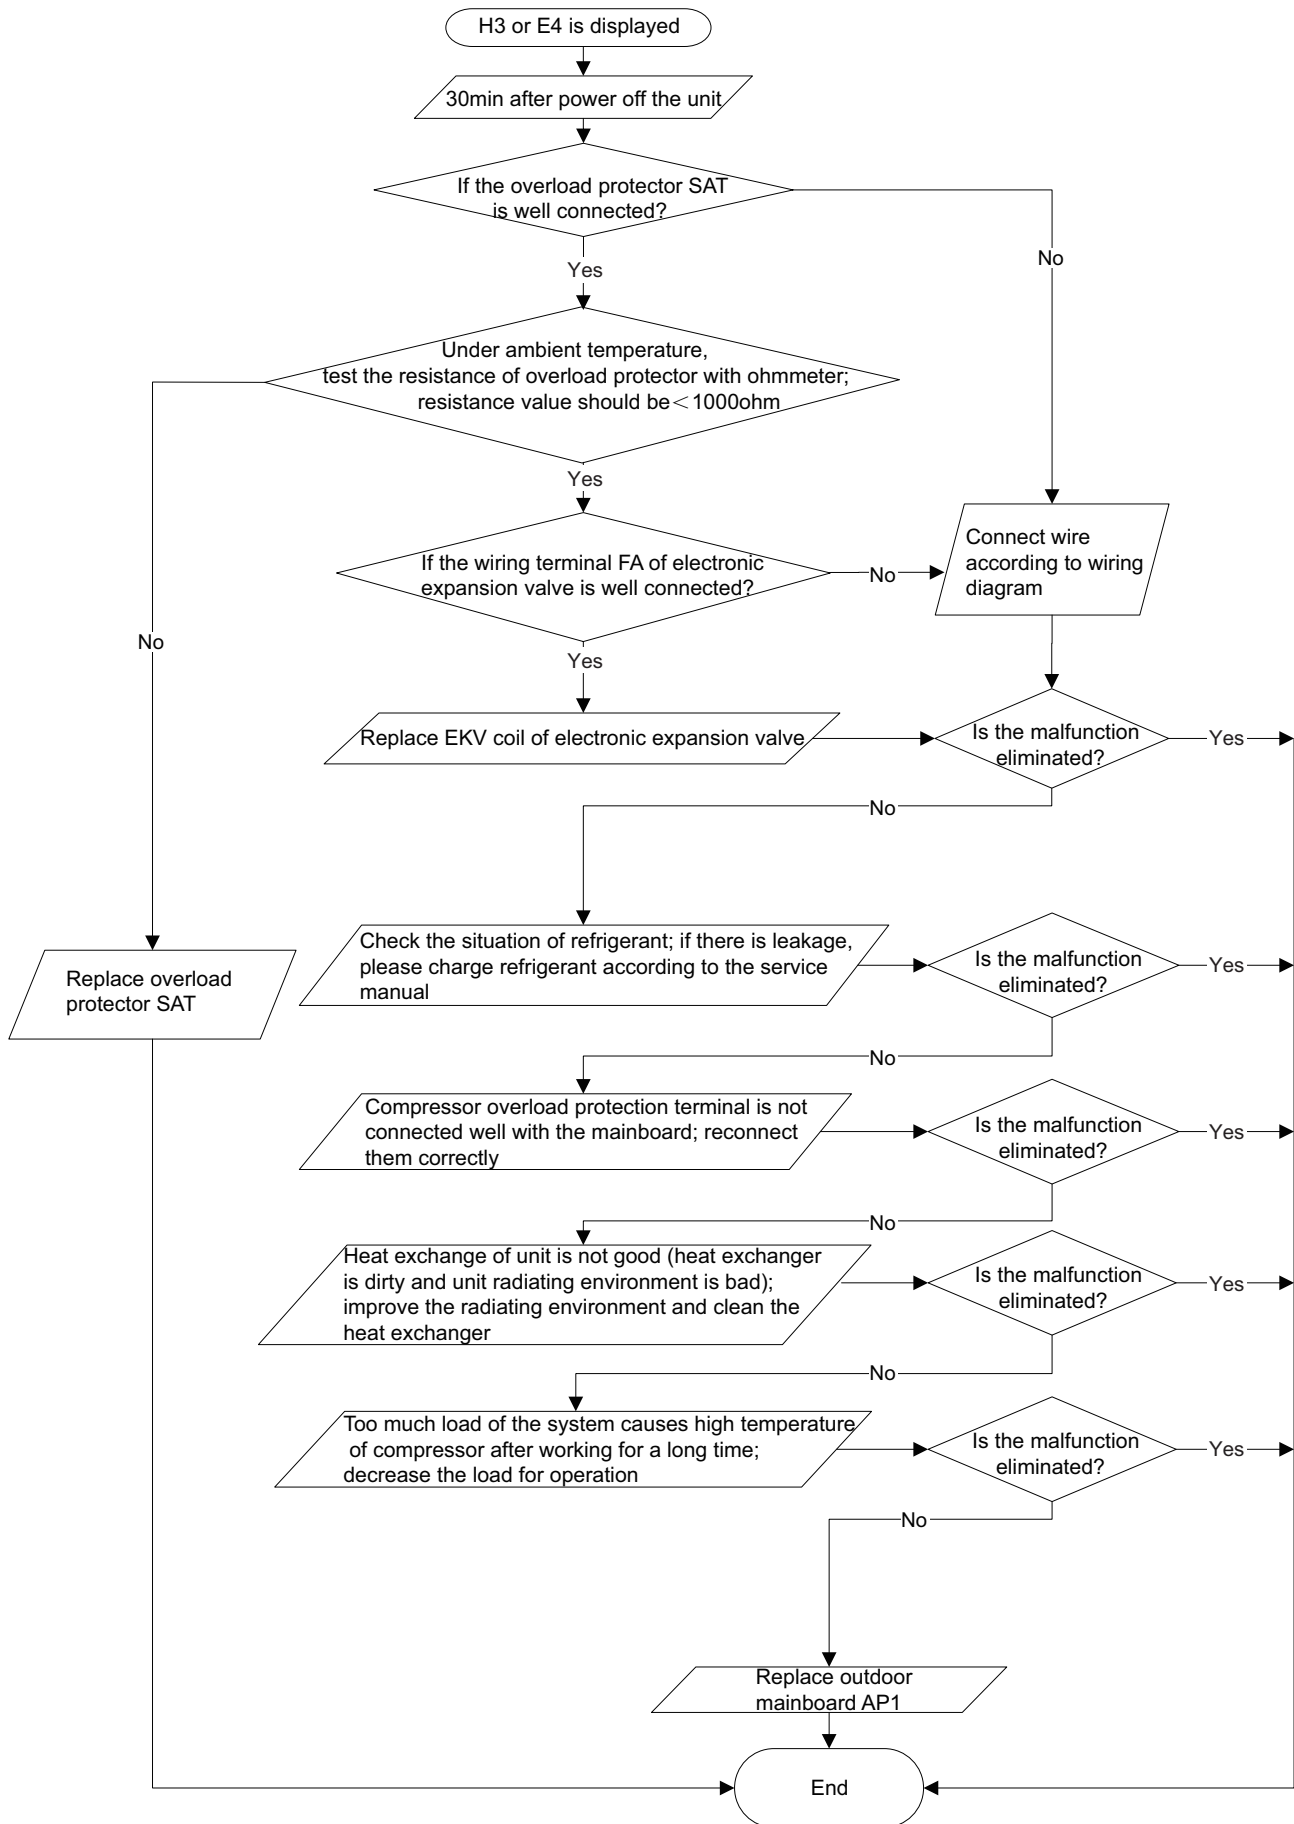 H3 or E4 is displayed
30min after power off the unit
If the overload protector SAT
is well connected?
No
Yes
Under ambient temperature,
test the resistance of overload protector with ohmmeter;
resistance value should be＜1000ohm
Yes
If the wiring terminal FA of electronic
expansion valve is well connected?
No
Connect wire
according to wiring
diagram
No
Yes
Replace EKV coil of electronic expansion valve
Is the malfunction
eliminated?
Yes
No
Check the situation of refrigerant; if there is leakage,
please charge refrigerant according to the service
manual
Is the malfunction
eliminated?
Yes
Replace overload
protector SAT
No
Compressor overload protection terminal is not
connected well with the mainboard; reconnect
them correctly
Is the malfunction
eliminated?
Yes
No
Heat exchange of unit is not good (heat exchanger
is dirty and unit radiating environment is bad);
improve the radiating environment and clean the
heat exchanger
Is the malfunction
eliminated?
Yes
No
Too much load of the system causes high temperature
of compressor after working for a long time;
decrease the load for operation
Is the malfunction
eliminated?
Yes
No
Replace outdoor
mainboard AP1
End